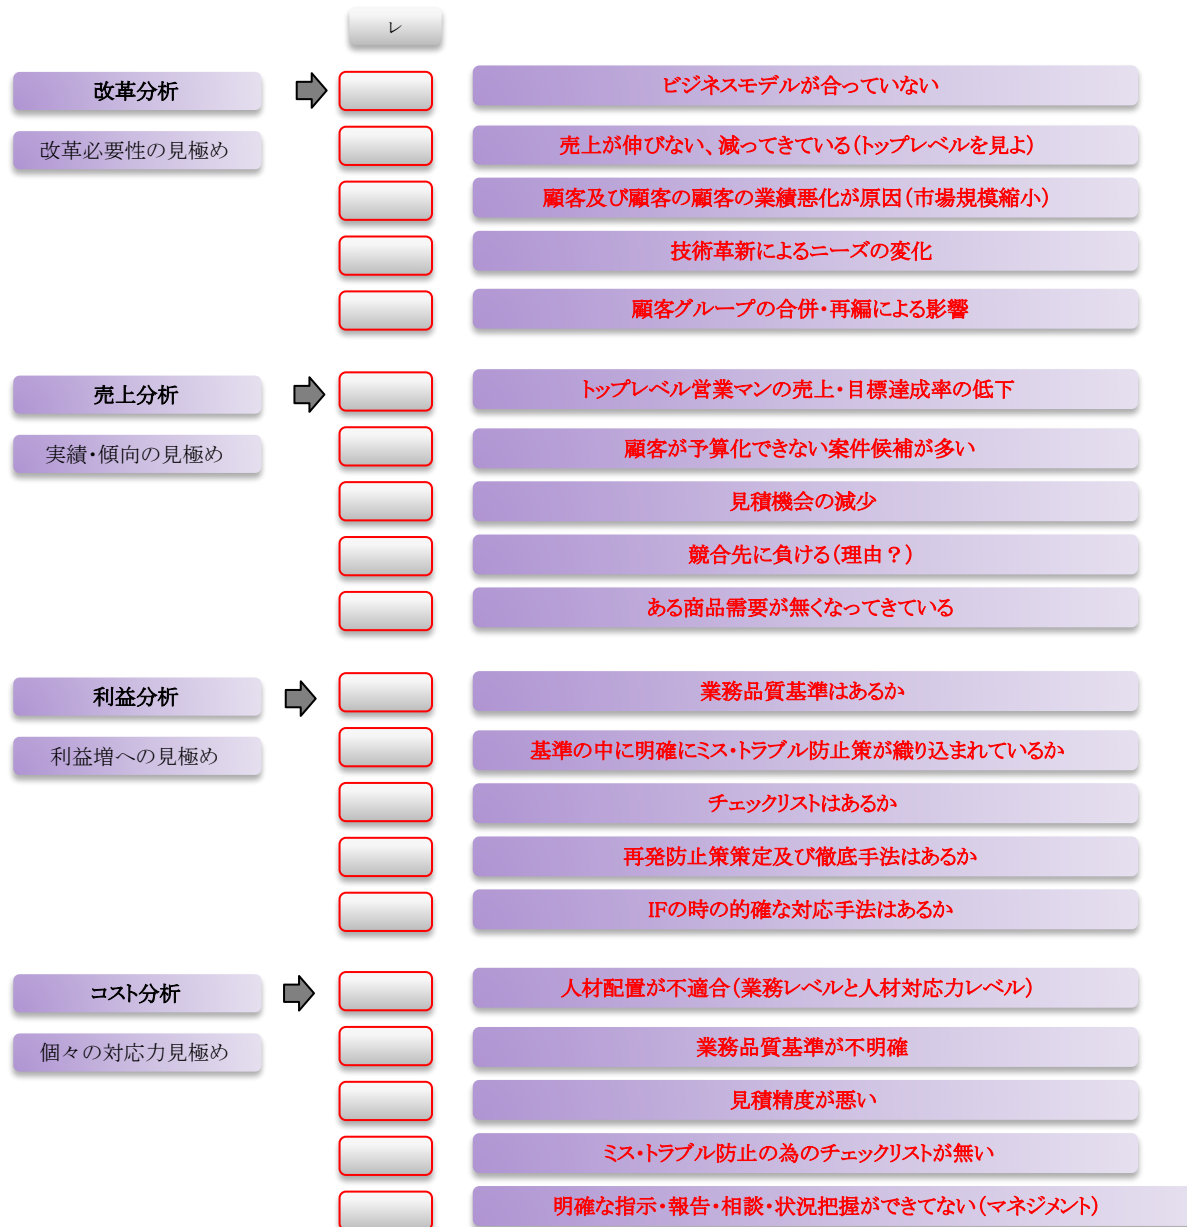 レ
改革分析
改革必要性の見極め
ビジネスモデルが合っていない
売上が伸びない、減ってきている（トップレベルを見よ）
顧客及び顧客の顧客の業績悪化が原因（市場規模縮小）
技術革新によるニーズの変化
顧客グループの合併・再編による影響
売上分析
実績・傾向の見極め
トップレベル営業マンの売上・目標達成率の低下
顧客が予算化できない案件候補が多い
見積機会の減少
競合先に負ける（理由？）
ある商品需要が無くなってきている
利益分析
利益増への見極め
業務品質基準はあるか
基準の中に明確にミス・トラブル防止策が織り込まれているか
チェックリストはあるか
再発防止策策定及び徹底手法はあるか
IFの時の的確な対応手法はあるか
コスト分析
個々の対応力見極め
人材配置が不適合（業務レベルと人材対応力レベル）
業務品質基準が不明確
見積精度が悪い
ミス・トラブル防止の為のチェックリストが無い
明確な指示・報告・相談・状況把握ができてない（マネジメント）